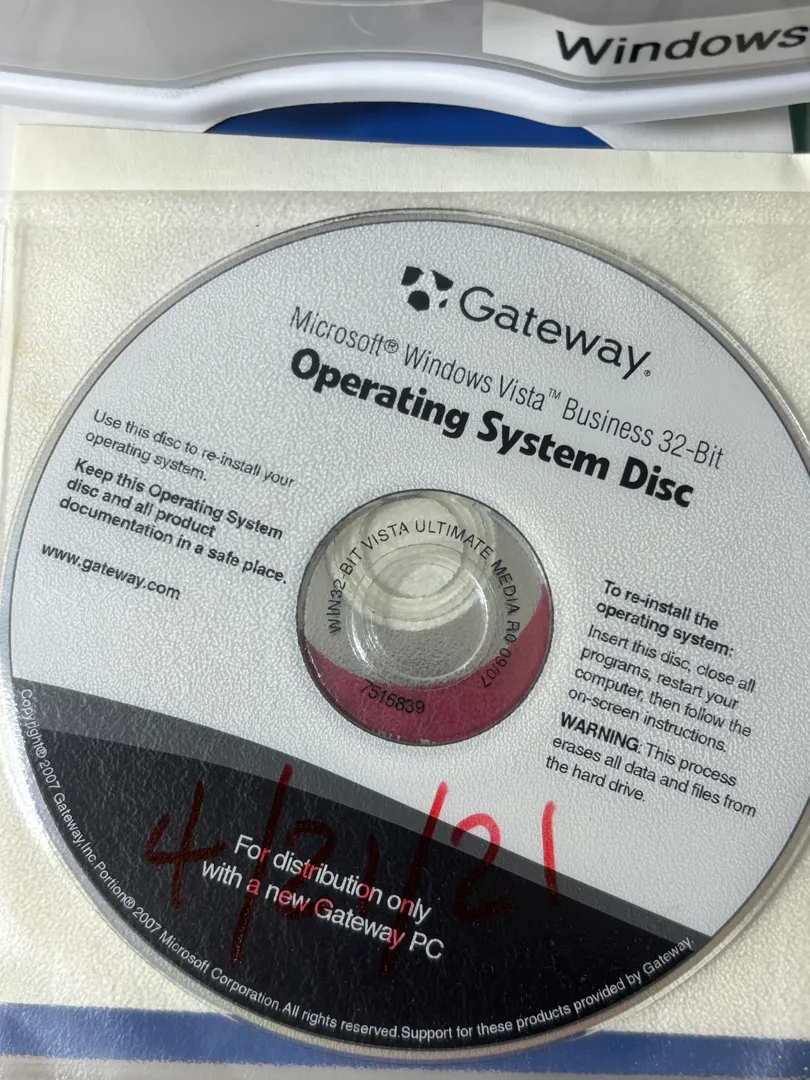 Windows
Gateway.
Microsoft® Windows Vista™ Business 32-Bit
Operating System Disc
Use this disc to re-install your
operating system.
Keep this Operating System
disc and all product
documentation in a safe place.
www.gateway.com
WIN32-BIT VISTA ULTIMATE MEDIA R0 09/07
7515839
To re-install the
operating system:
Insert this disc, close all
programs, restart your
computer, then follow the
on-screen instructions.
WARNING: This process
erases all data and files from
the hard drive.
4/21/21
For distribution only
with a new Gateway PC
Copyright® 2007 Gateway,Inc.Portion® 2007 Microsoft Corporation.All rights reserved.Support for these products provided by Gateway.